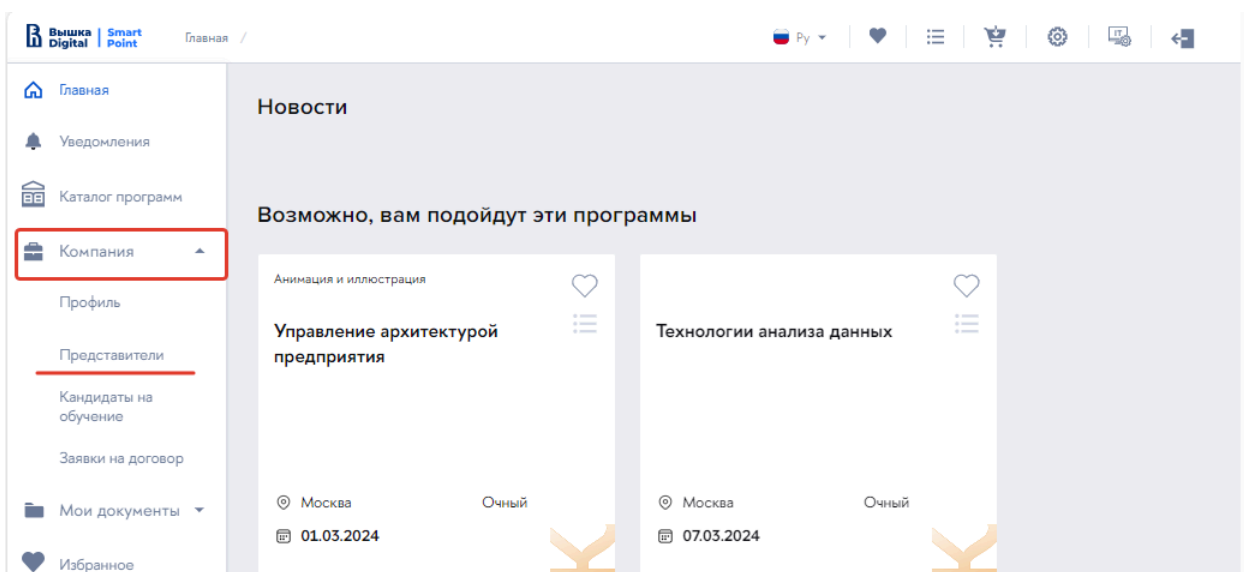 Вышка | Smart
Digital | Point
Главная /
Ру
IT
Главная
Уведомления
Каталог программ
Компания
Профиль
Представители
Кандидаты на
обучение
Заявки на договор
Мои документы
Избранное
Новости
Возможно, вам подойдут эти программы
Анимация и иллюстрация
Управление архитектурой
предприятия
Москва Очный
01.03.2024
Технологии анализа данных
Москва Очный
07.03.2024